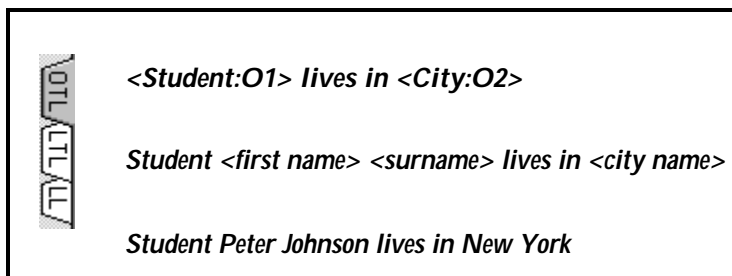 OTL
LTL
LL
<Student:O1> lives in <City:O2>
Student <first name> <surname> lives in <city name>
Student Peter Johnson lives in New York